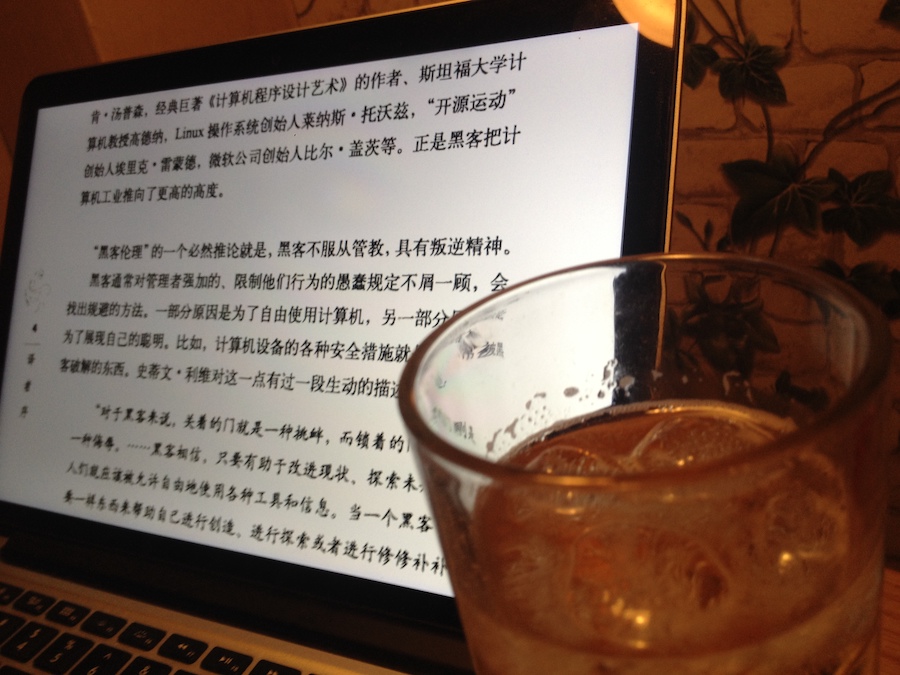 肯·汤普森，经典巨著《计算机程序设计艺术》的作者、斯坦福大学计
算机教授高德纳，Linux 操作系统创始人莱纳斯·托沃兹，“开源运动”
创始人埃里克·雷蒙德，微软公司创始人比尔·盖茨等。正是黑客把计
算机工业推向了更高的高度。
“黑客伦理”的一个必然推论就是，黑客不服从管教，具有叛逆精神。
黑客通常对管理者强加的、限制他们行为的愚蠢规定不屑一顾，会
找出规避的方法。一部分原因是为了自由使用计算机，另一部分
为了展现自己的聪明。比如，计算机设备的各种安全措施就
客破解的东西。史蒂文·利维对这一点有过一段生动的描述
“对于黑客来说，关着的门就是一种挑衅，而锁着的
一种侮辱。……黑客相信，只要有助于改进现状、探索未
人们就应该被允许自由地使用各种工具和信息。当一个黑客
要一样东西来帮助自己进行创造、进行探索或者进行修修补补
4
译者序